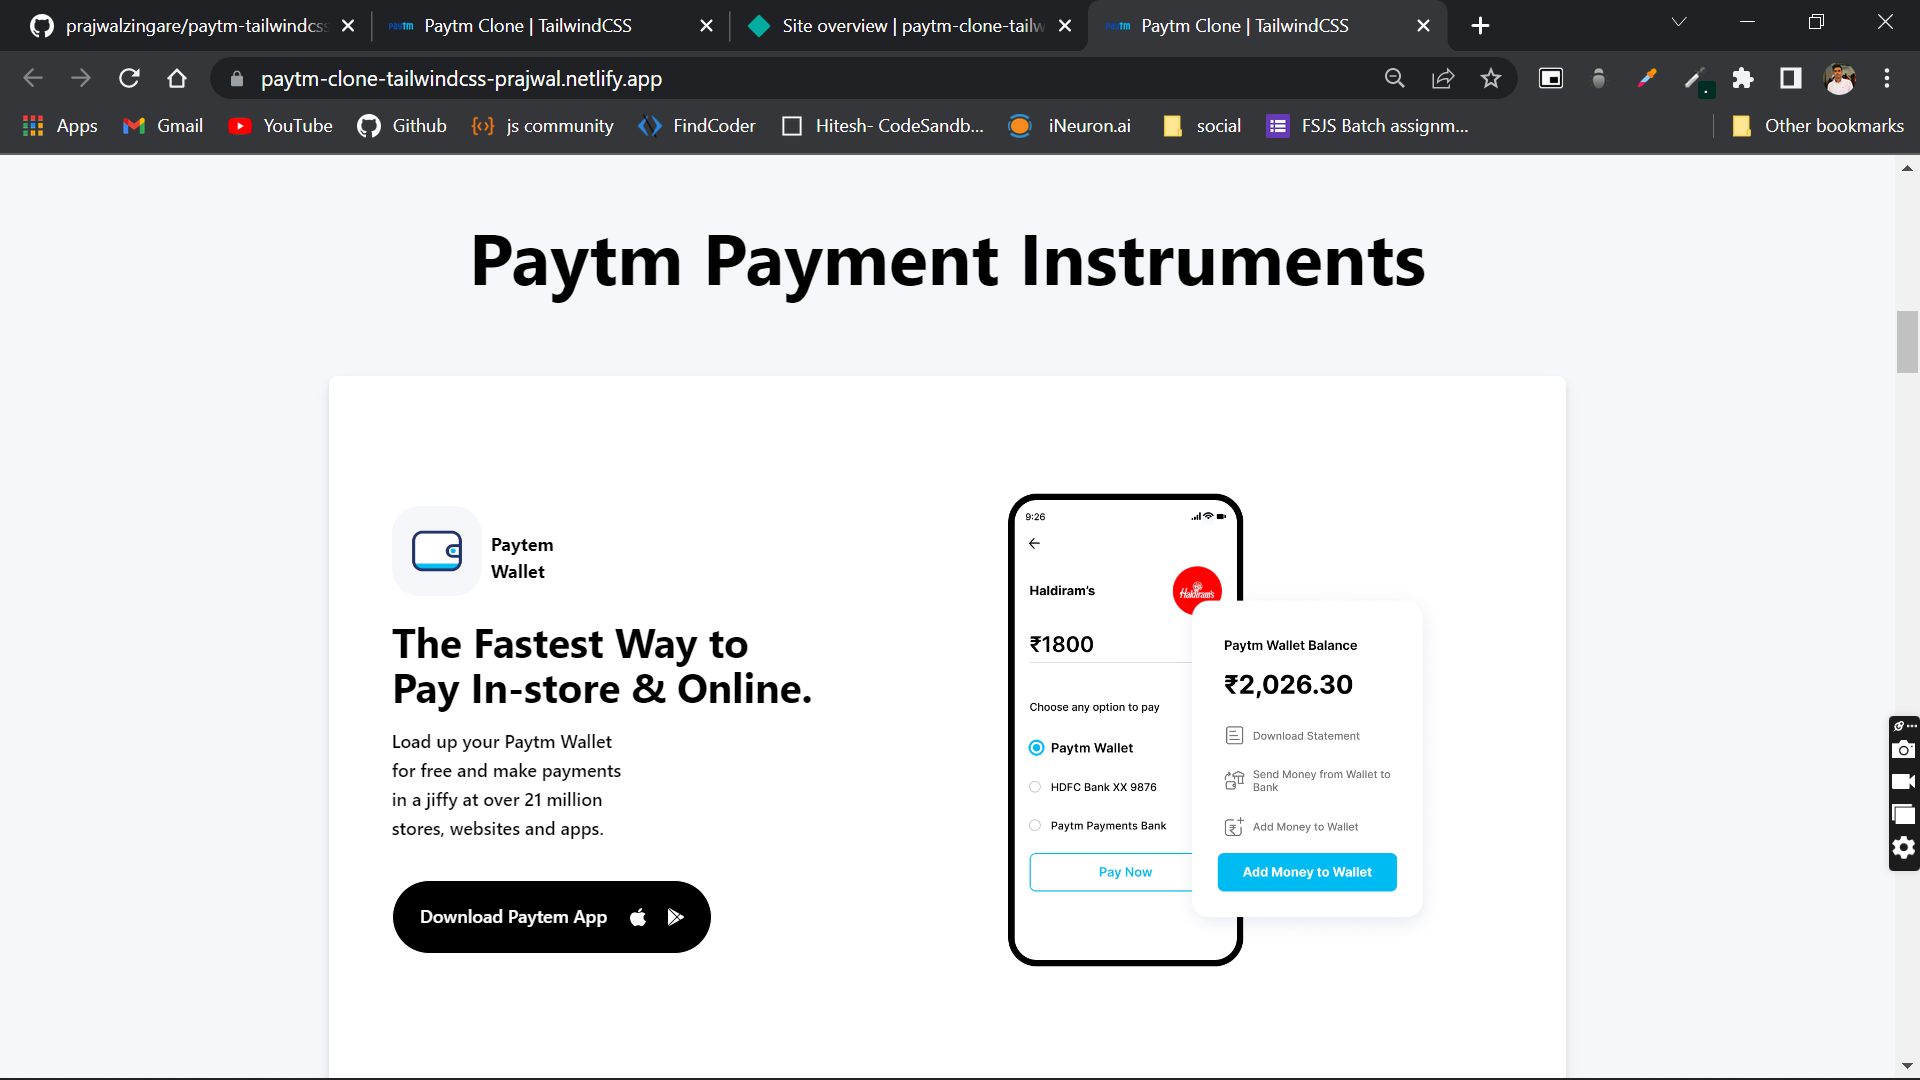 prajwalzingare/paytm-tailwindcss
Paytm Clone | TailwindCSS
Site overview | paytm-clone-tailw
Paytm Clone | TailwindCSS
paytm-clone-tailwindcss-prajwal.netlify.app
Apps
Gmail
YouTube
Github
js community
FindCoder
Hitesh- CodeSandb...
iNeuron.ai
social
FSJS Batch assignm...
Other bookmarks
Paytm Payment Instruments
Paytem
Wallet
The Fastest Way to
Pay In-store & Online.
Load up your Paytm Wallet
for free and make payments
in a jiffy at over 21 million
stores, websites and apps.
Download Paytem App
9:26
Haldiram's
Haldiram's
₹1800
Choose any option to pay
Paytm Wallet
HDFC Bank XX 9876
Paytm Payments Bank
Pay Now
Paytm Wallet Balance
₹2,026.30
Download Statement
Send Money from Wallet to
Bank
Add Money to Wallet
Add Money to Wallet